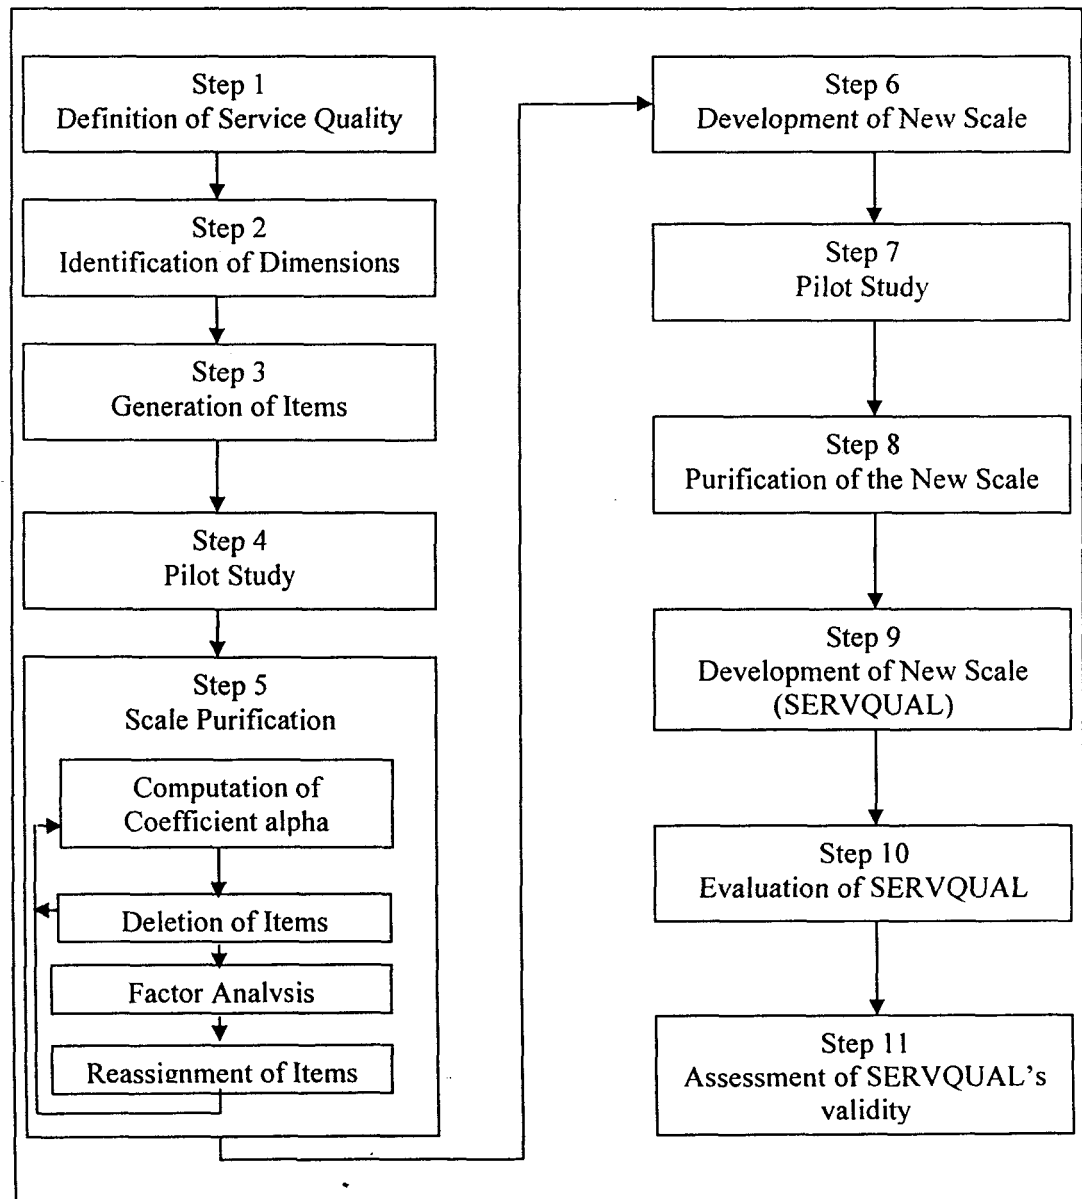 Step 1
Definition of Service Quality
Step 2
Identification of Dimensions
Step 3
Generation of Items
Step 4
Pilot Study
Step 5
Scale Purification
Computation of
Coefficient alpha
Deletion of Items
Factor Analysis
Reassignment of Items
Step 6
Development of New Scale
Step 7
Pilot Study
Step 8
Purification of the New Scale
Step 9
Development of New Scale
(SERVQUAL)
Step 10
Evaluation of SERVQUAL
Step 11
Assessment of SERVQUAL's
validity